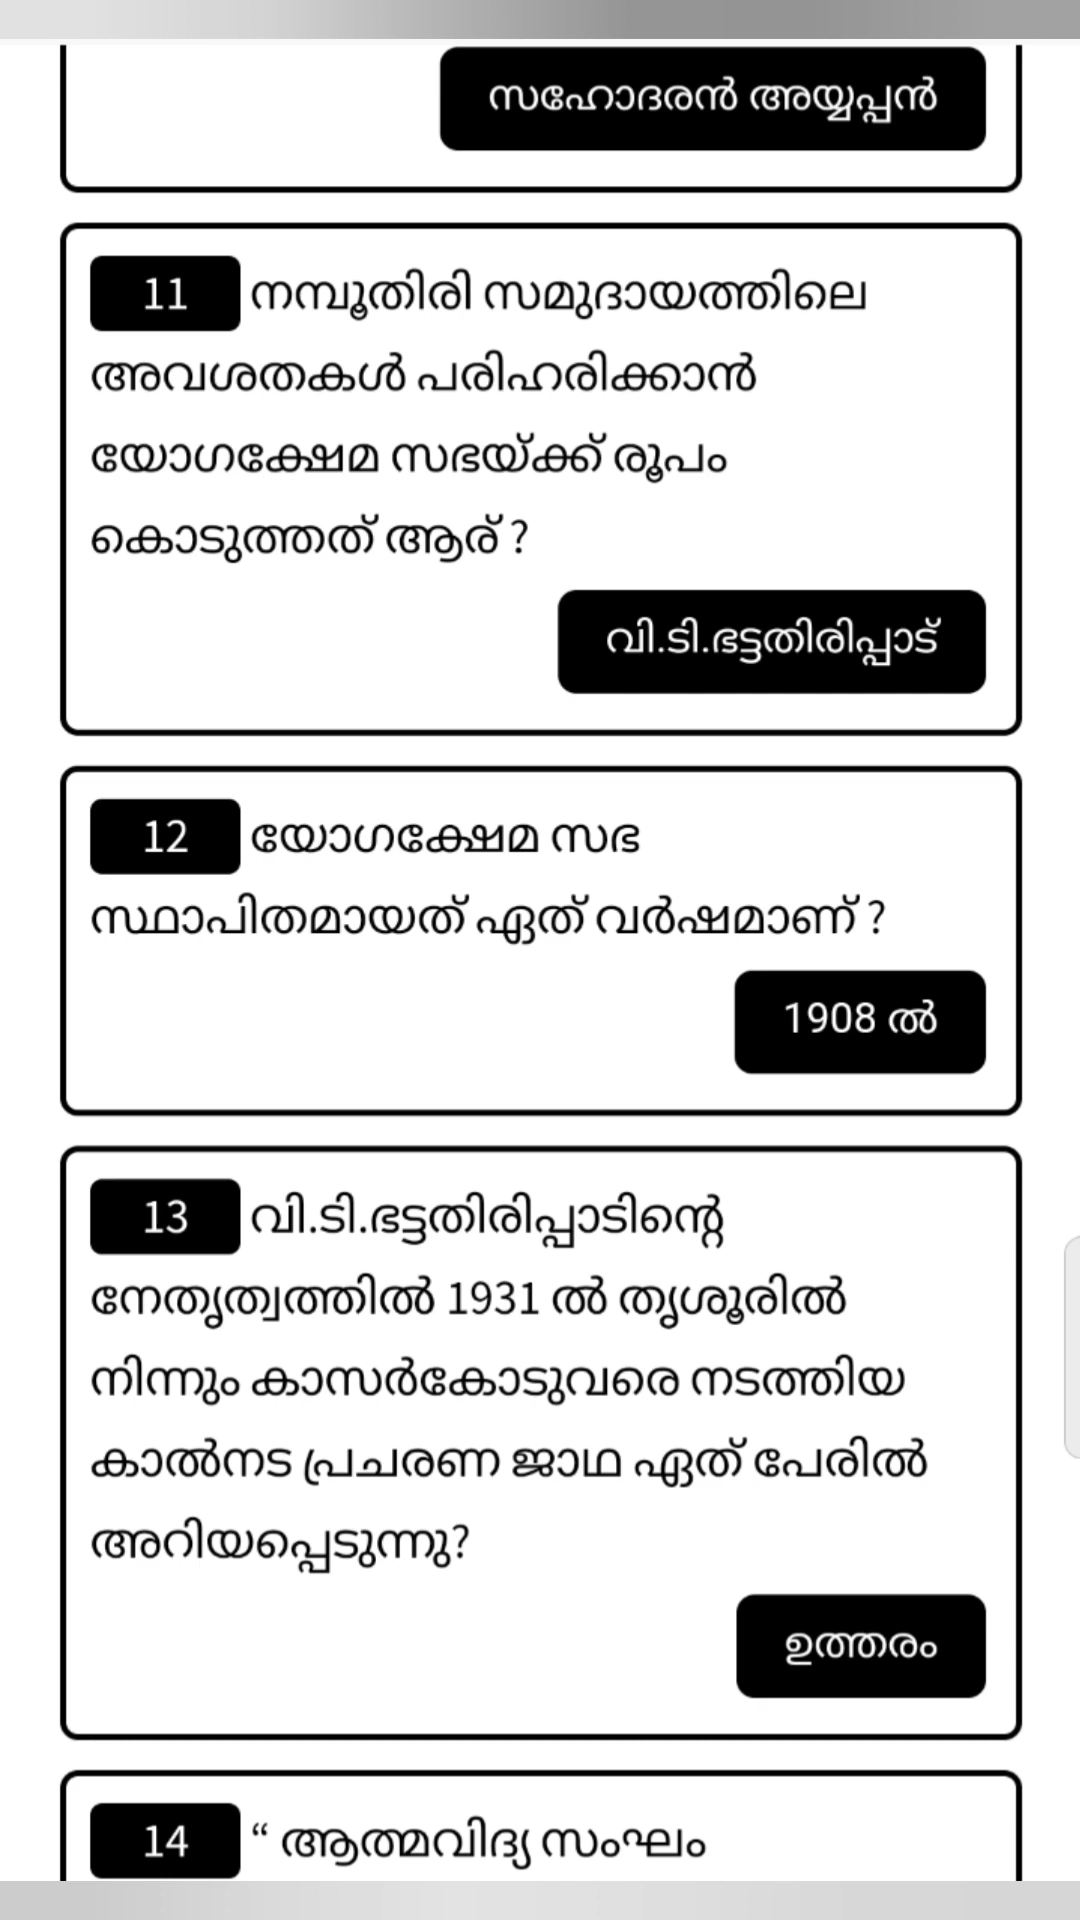 സഹോദരൻ അയ്യപ്പൻ
11 നമ്പൂതിരി സമുദായത്തിലെ
അവശതകൾ പരിഹരിക്കാൻ
യോഗക്ഷേമ സഭയ്ക്ക് രൂപം
കൊടുത്തത് ആര് ?
വി.ടി.ഭട്ടതിരിപ്പാട്
12 യോഗക്ഷേമ സഭ
സ്ഥാപിതമായത് ഏത് വർഷമാണ് ?
1908 ൽ
13 വി.ടി.ഭട്ടതിരിപ്പാടിന്റെ
നേതൃത്വത്തിൽ 1931 ൽ തൃശൂരിൽ
നിന്നും കാസർകോടുവരെ നടത്തിയ
കാൽനട പ്രചരണ ജാഥ ഏത് പേരിൽ
അറിയപ്പെടുന്നു?
ഉത്തരം
14 “ ആത്മവിദ്യ സംഘം